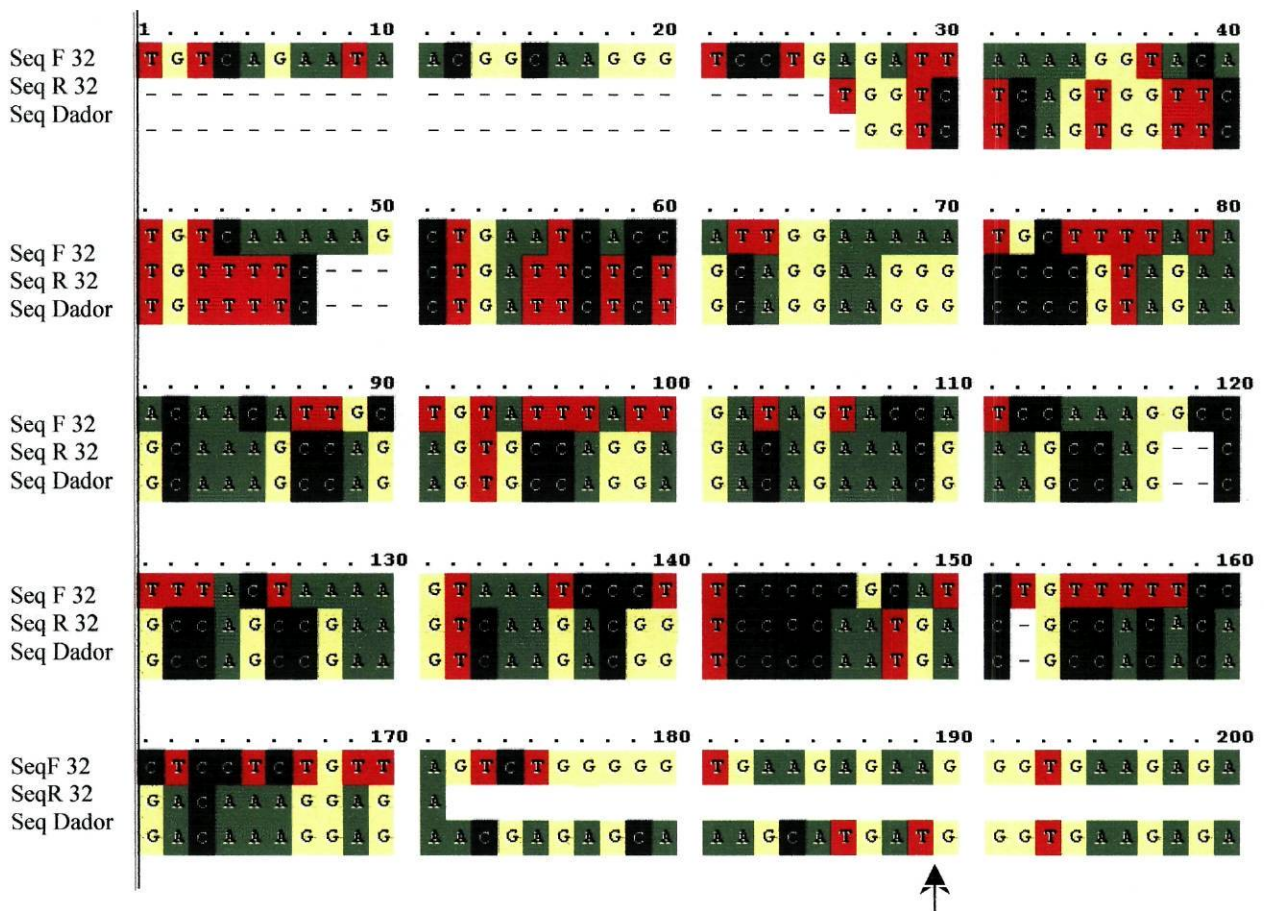 1 . . . . . . . . 10 . . . . . . . . 20 . . . . . . . . 30 . . . . . . . . 40
Seq F 32 T G T C A G A A T A A C G G C A A G G G T C C T G A G A T T A A A A G G T A C A
Seq R 32 - - - - - - - - - - - - - - - - - - - - - - - - - T G G T C T C A G T G G T T C
Seq Dador - - - - - - - - - - - - - - - - - - - - - - - - - - G G T C T C A G T G G T T C
. . . . . . . . . 50 . . . . . . . . . 60 . . . . . . . . . 70 . . . . . . . . . 80
Seq F 32 T G T C A A A A A G C T G A A T C A C C A T T G G A A A A A T G C T T T T A T A
Seq R 32 T G T T T T C - - - C T G A T T C T C T G C A G G A A G G G C C C C G T A G A A
Seq Dador T G T T T T C - - - C T G A T T C T C T G C A G G A A G G G C C C C G T A G A A
. . . . . . . . . 90 . . . . . . . . . 100 . . . . . . . . . 110 . . . . . . . . . 120
Seq F 32 A C A A C A T T G C T G T A T T T A T T G A T A G T A C C A T C C A A A G G C C
Seq R 32 G C A A A G C C A G A G T G C C A G G A G A C A G A A A C G A A G C C A G - - C
Seq Dador G C A A A G C C A G A G T G C C A G G A G A C A G A A A C G A A G C C A G - - C
. . . . . . . . . 130 . . . . . . . . . 140 . . . . . . . . . 150 . . . . . . . . . 160
Seq F 32 T T T A C T A A A A G T A A A T C C C T T C C C C C G C A T C T G T T T T T C C
Seq R 32 G C C A G C C G A A G T C A A G A C G G T C C C C A A T G A C - G C C A C A C A
Seq Dador G C C A G C C G A A G T C A A G A C G G T C C C C A A T G A C - G C C A C A C A
. . . . . . . . . 170 . . . . . . . . . 180 . . . . . . . . . 190 . . . . . . . . . 200
SeqF 32 C T C C T C T G T T A G T C T G G G G G T G A A G A G A A G G G T G A A G A G A
SeqR 32 G A C A A A G G A G A
Seq Dador G A C A A A G G A G A A C G A G A G C A A A G C A T G A T G G G T G A A G A G A